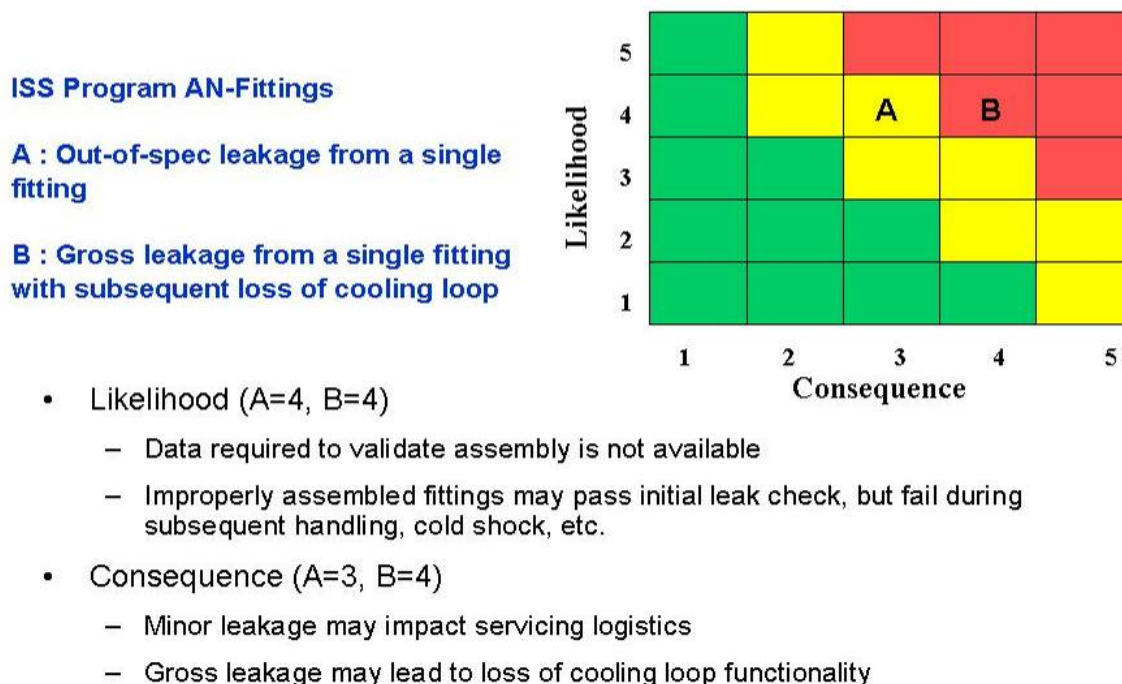 ISS Program AN-Fittings
A : Out-of-spec leakage from a single
fitting
B : Gross leakage from a single fitting
with subsequent loss of cooling loop
Likelihood
5
4
3
2
1
A
B
1 2 3 4 5
Consequence
• Likelihood (A=4, B=4)
– Data required to validate assembly is not available
– Improperly assembled fittings may pass initial leak check, but fail during
subsequent handling, cold shock, etc.
• Consequence (A=3, B=4)
– Minor leakage may impact servicing logistics
– Gross leakage may lead to loss of cooling loop functionality